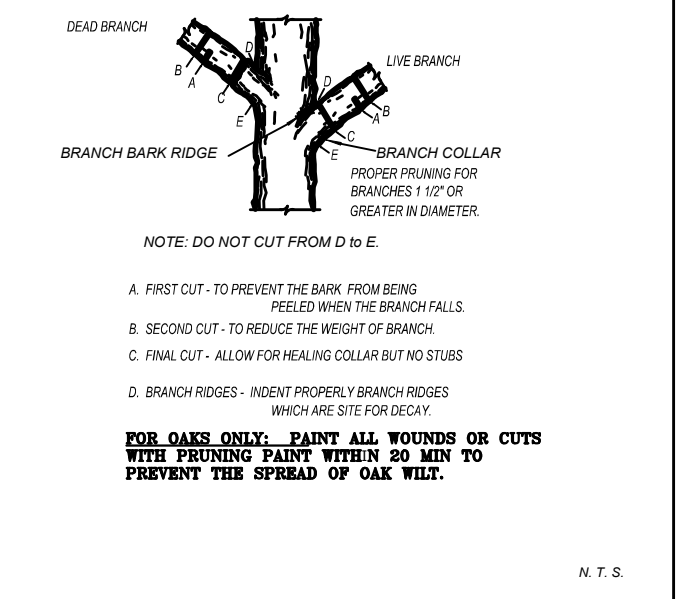 DEAD BRANCH
D
LIVE BRANCH
B
A
D
C
B
A
E
C
BRANCH BARK RIDGE
E
BRANCH COLLAR
PROPER PRUNING FOR
BRANCHES 1 1/2" OR
GREATER IN DIAMETER.
NOTE: DO NOT CUT FROM D to E.
A. FIRST CUT - TO PREVENT THE BARK FROM BEING
PEELED WHEN THE BRANCH FALLS.
B. SECOND CUT - TO REDUCE THE WEIGHT OF BRANCH.
C. FINAL CUT - ALLOW FOR HEALING COLLAR BUT NO STUBS
D. BRANCH RIDGES - INDENT PROPERLY BRANCH RIDGES
WHICH ARE SITE FOR DECAY.
FOR OAKS ONLY: PAINT ALL WOUNDS OR CUTS
WITH PRUNING PAINT WITHIN 20 MIN TO
PREVENT THE SPREAD OF OAK WILT.
N. T. S.